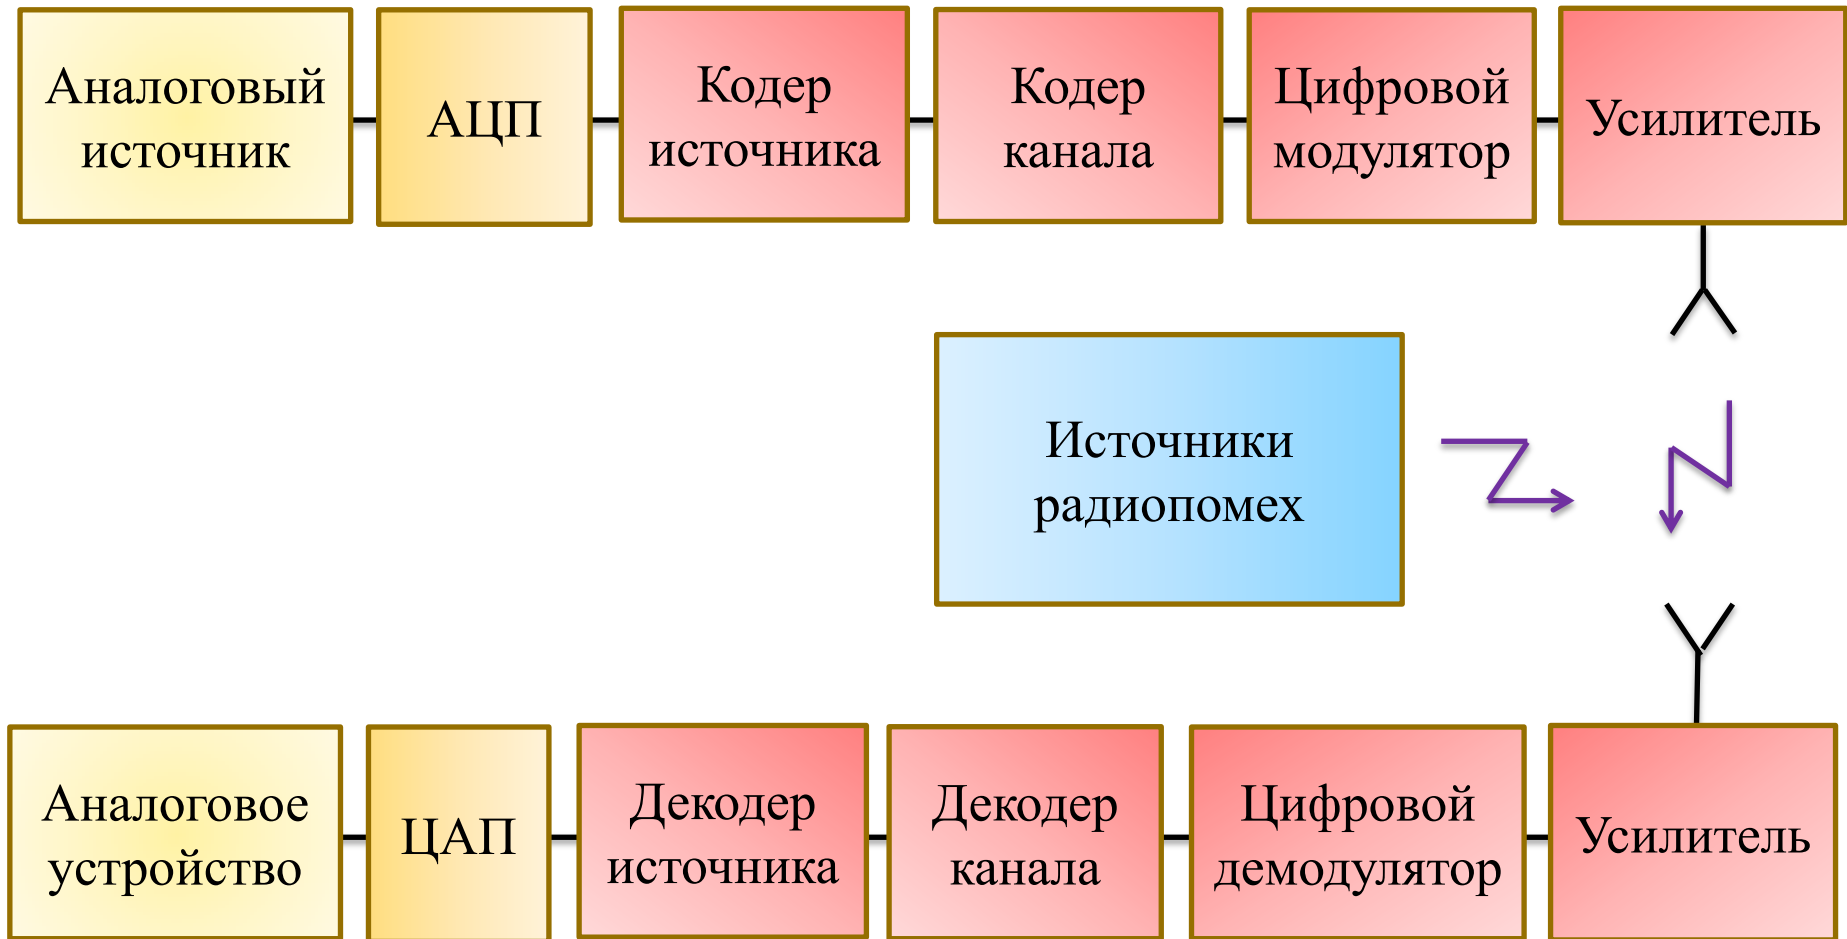 Аналоговый
источник
АЦП
Кодер
источника
Кодер
канала
Цифровой
модулятор
Усилитель
Источники
радиопомех
Аналоговое
устройство
ЦАП
Декодер
источника
Декодер
канала
Цифровой
демодулятор
Усилитель